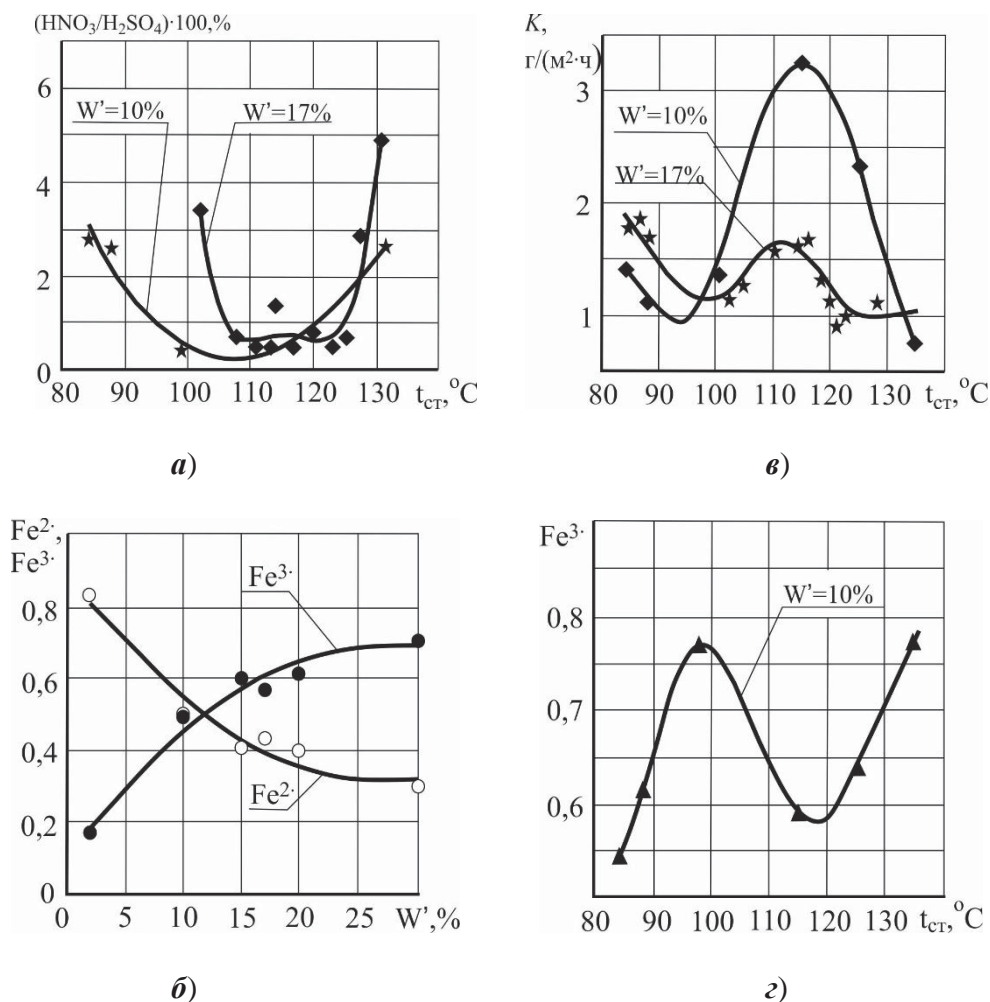 (HNO₃/H₂SO₄)·100,%
6
4
2
0
W’=10%
W’=17%
80 90 100 110 120 130 t_ст,°C
а)
K,
г/(м²·ч)
3
2
1
W’=10%
W’=17%
80 90 100 110 120 130 t_ст,°C
в)
Fe²·,
Fe³·
0,8
0,6
0,4
0,2
0
Fe³·
Fe²·
0 5 10 15 20 25 W’,%
б)
Fe³·
0,8
0,7
0,6
W’=10%
80 90 100 110 120 130 t_ст,°C
г)